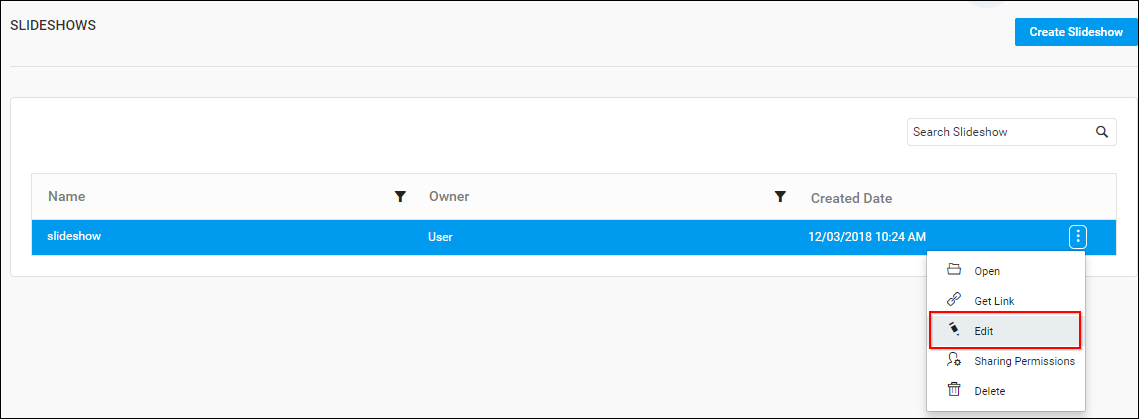 SLIDESHOWS
Create Slideshow
Search Slideshow
Name Owner Created Date
slideshow User 12/03/2018 10:24 AM
Open
Get Link
Edit
Sharing Permissions
Delete